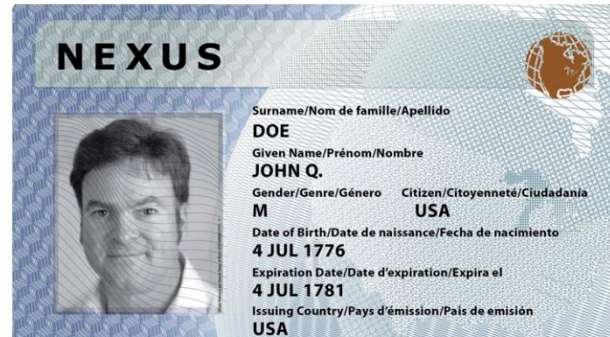 NEXUS
Surname/Nom de famille/Apellido
DOE
Given Name/Prénom/Nombre
JOHN Q.
Gender/Genre/Género Citizen/Citoyenneté/Ciudadanía
M USA
Date of Birth/Date de naissance/Fecha de nacimiento
4 JUL 1776
Expiration Date/Date d'expiration/Expira el
4 JUL 1781
Issuing Country/Pays d'émission/País de emisión
USA